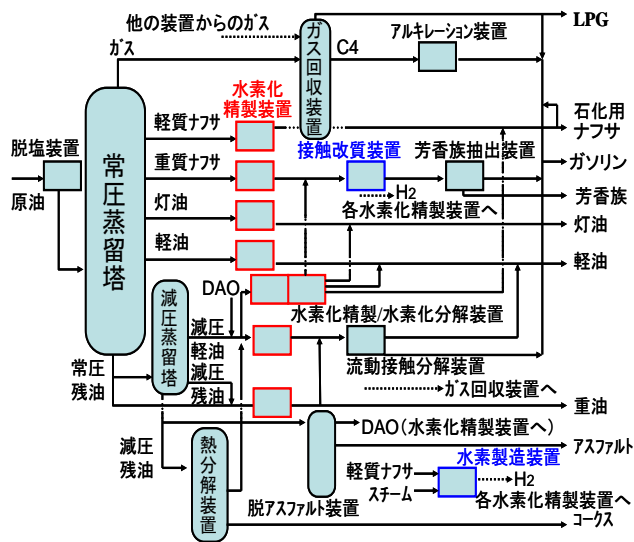 他の装置からのガス
LPG
ガス
ガス回収装置
C4
アルキレーション装置
水素化
精製装置
石化用
ナフサ
軽質ナフサ
脱塩装置
接触改質装置
芳香族抽出装置
常圧蒸留塔
重質ナフサ
ガソリン
原油
H2
芳香族
灯油
各水素化精製装置へ
灯油
軽油
軽油
DAO
減圧蒸留塔
水素化精製/水素化分解装置
減圧
軽油
常圧
残油
減圧
残油
流動接触分解装置
ガス回収装置へ
重油
DAO（水素化精製装置へ）
減圧
残油
熱分解装置
アスファルト
水素製造装置
軽質ナフサ
H2
スチーム
脱アスファルト装置
各水素化精製装置へ
コークス